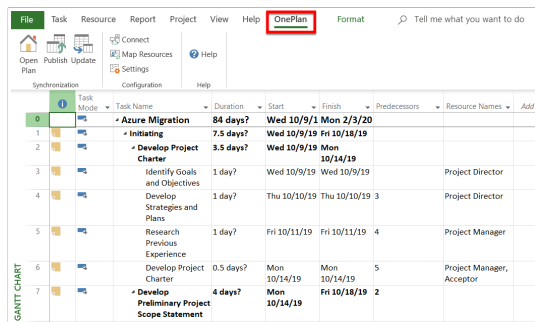 File Task Resource Report Project View Help OnePlan Format Tell me what you want to do
Connect
Map Resources
Settings
Help
Open Plan Publish Update
Synchronization Configuration Help
Task Mode Task Name Duration Start Finish Predecessors Resource Names Add
0 Azure Migration 84 days? Wed 10/9/1 Mon 2/3/20
1 Initiating 7.5 days? Wed 10/9/19 Fri 10/18/19
2 Develop Project Charter 3.5 days? Wed 10/9/19 Mon 10/14/19
3 Identify Goals and Objectives 1 day? Wed 10/9/19 Wed 10/9/19 Project Director
4 Develop Strategies and Plans 1 day? Thu 10/10/19 Thu 10/10/19 3 Project Director
5 Research Previous Experience 1 day? Fri 10/11/19 Fri 10/11/19 4 Project Manager
6 Develop Project Charter 0.5 days? Mon 10/14/19 Mon 10/14/19 5 Project Manager, Acceptor
7 Develop Preliminary Project Scope Statement 4 days? Mon 10/14/19 Fri 10/18/19 2
GANTT CHART